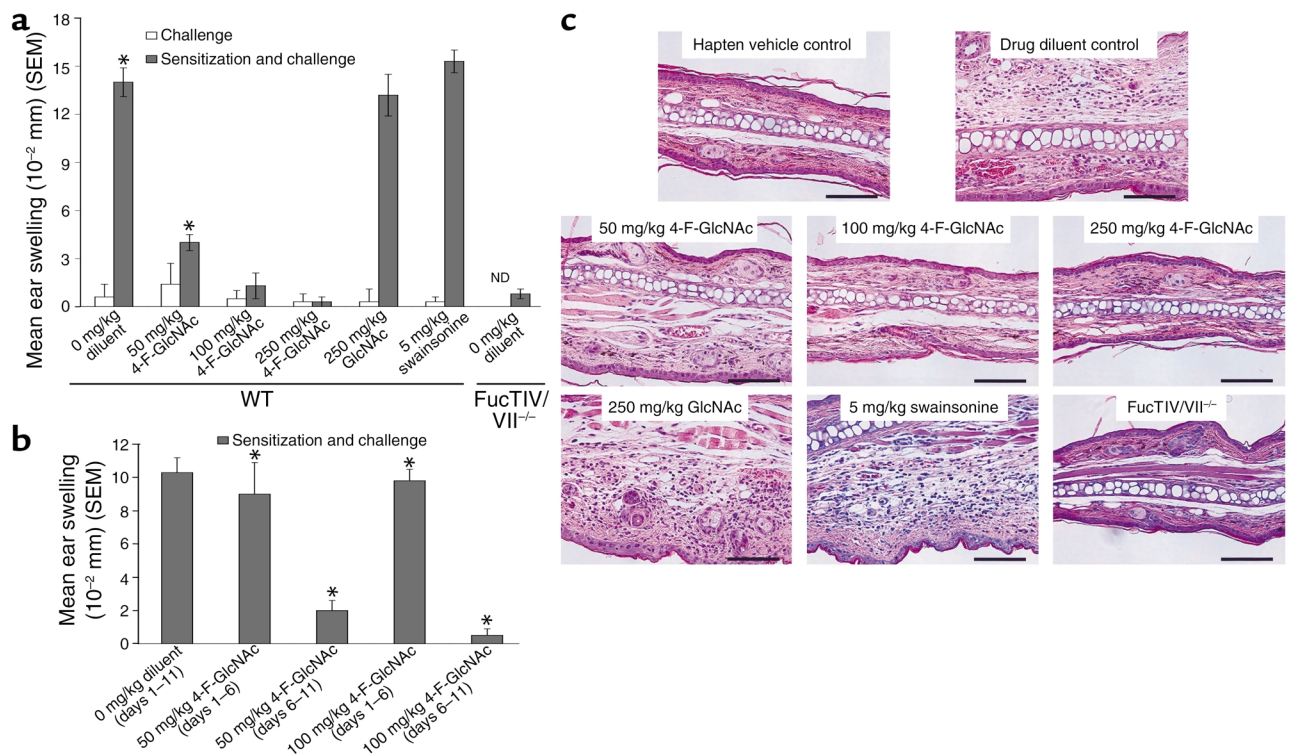 a
Mean ear swelling (10⁻² mm) (SEM)
18
15
12
9
6
3
0
Challenge
Sensitization and challenge
*
*
ND
0 mg/kg
diluent
50 mg/kg
4-F-GlcNAc
100 mg/kg
4-F-GlcNAc
250 mg/kg
4-F-GlcNAc
250 mg/kg
GlcNAc
5 mg/kg
swainsonine
0 mg/kg
diluent
WT
FucTIV/
VII⁻/⁻
b
Mean ear swelling
(10⁻² mm) (SEM)
12
10
8
6
4
2
0
Sensitization and challenge
*
*
*
*
0 mg/kg diluent
(days 1–11)
50 mg/kg 4-F-GlcNAc
(days 1–6)
50 mg/kg 4-F-GlcNAc
(days 6–11)
100 mg/kg 4-F-GlcNAc
(days 1–6)
100 mg/kg 4-F-GlcNAc
(days 6–11)
c
Hapten vehicle control
Drug diluent control
50 mg/kg 4-F-GlcNAc
100 mg/kg 4-F-GlcNAc
250 mg/kg 4-F-GlcNAc
250 mg/kg GlcNAc
5 mg/kg swainsonine
FucTIV/VII⁻/⁻